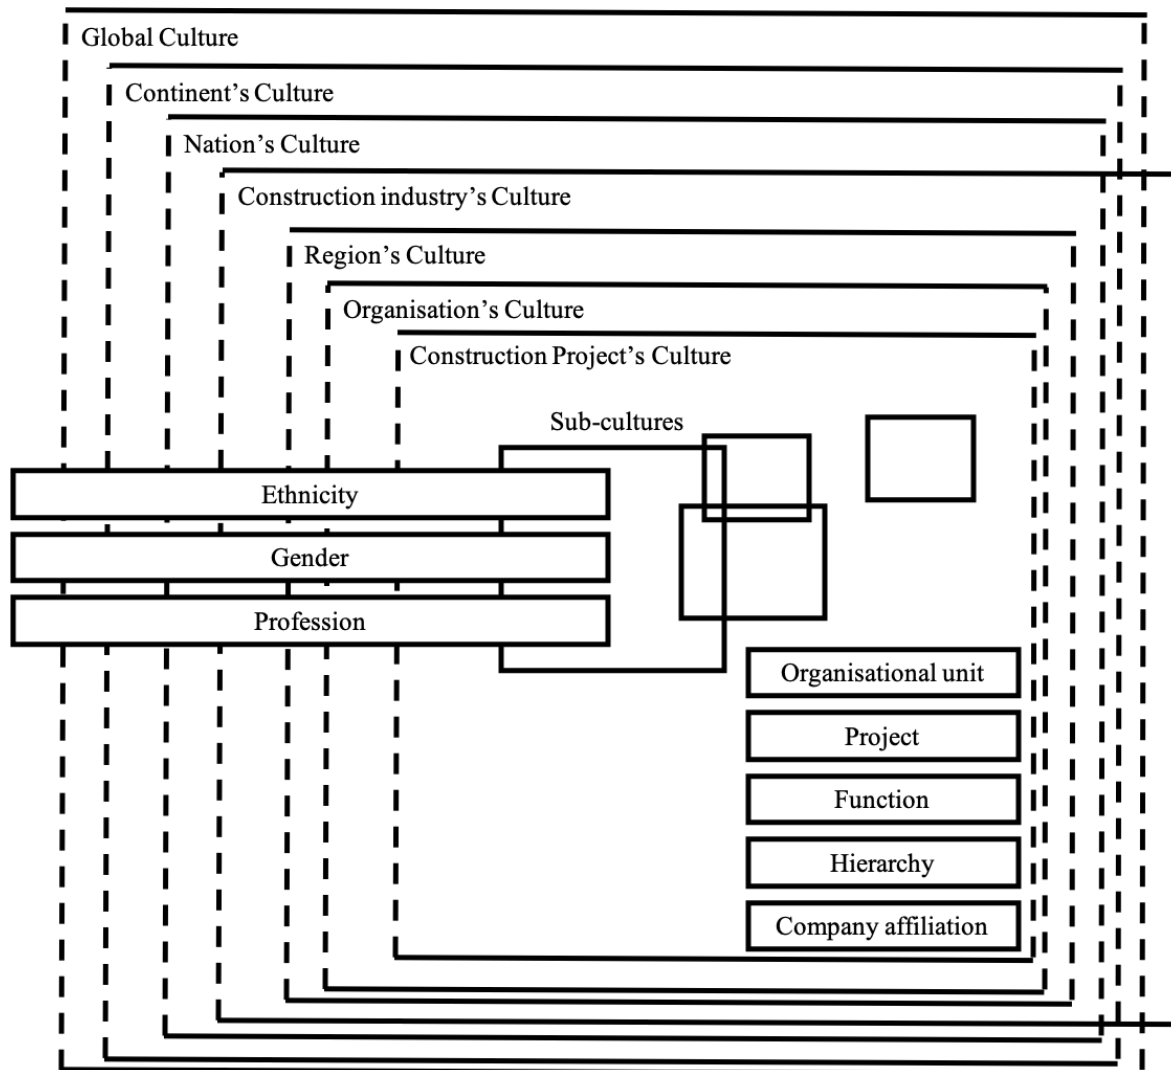 Global Culture
Continent’s Culture
Nation’s Culture
Construction industry’s Culture
Region’s Culture
Organisation’s Culture
Construction Project’s Culture
Sub-cultures
Ethnicity
Gender
Profession
Organisational unit
Project
Function
Hierarchy
Company affiliation